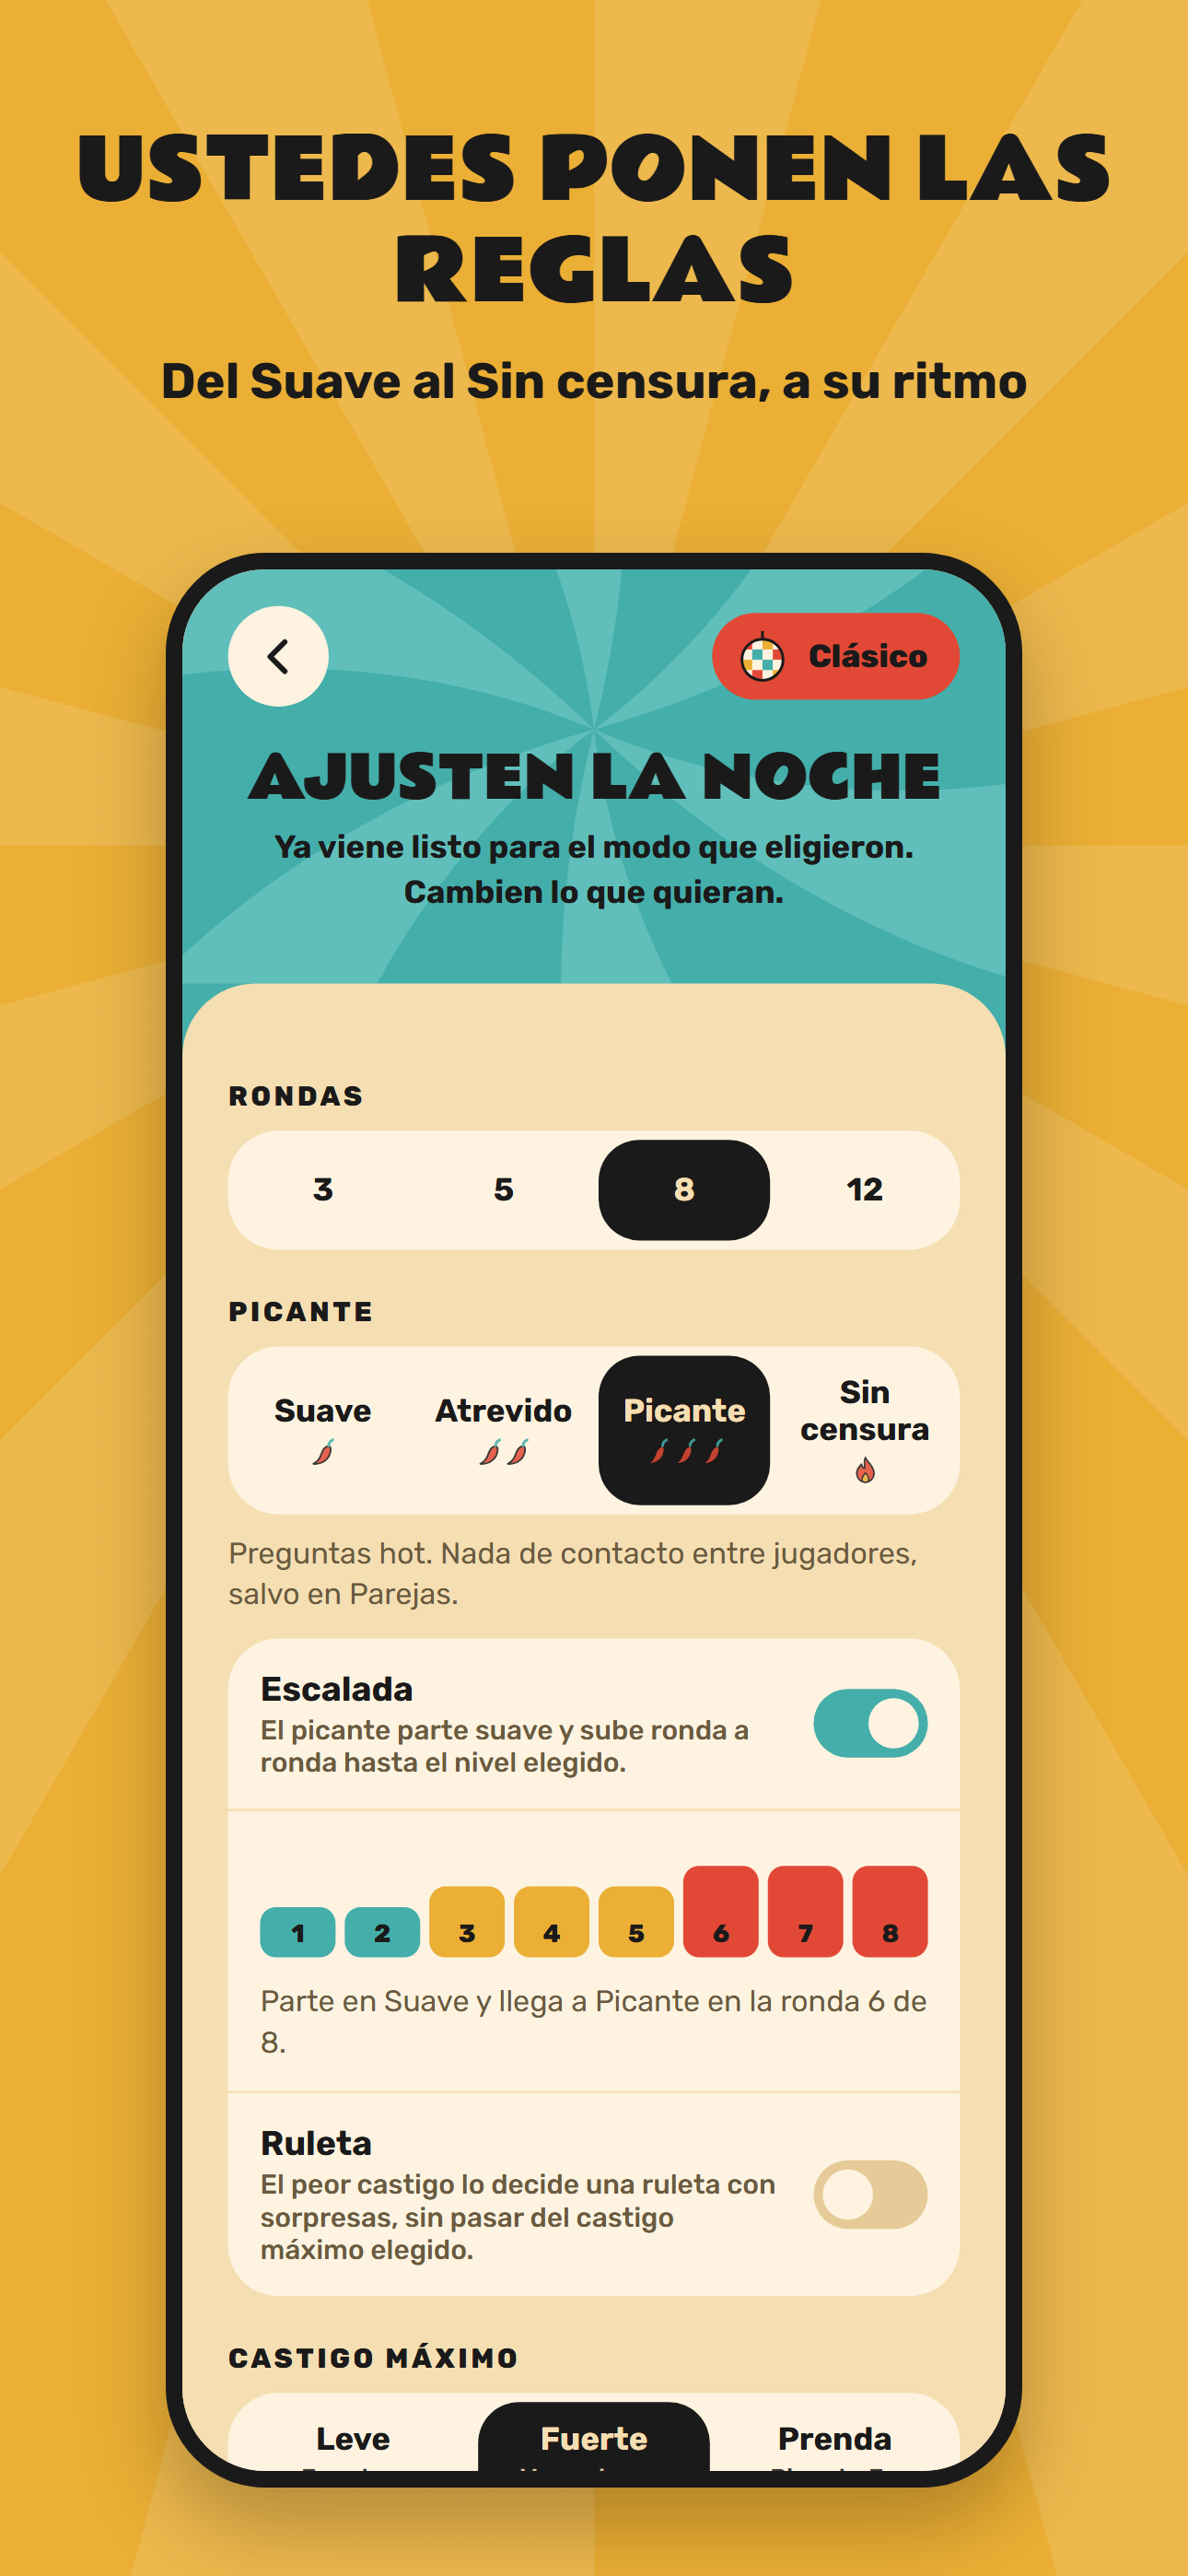 USTEDES PONEN LAS
REGLAS
Del Suave al Sin censura, a su ritmo
Clásico
AJUSTEN LA NOCHE
Ya viene listo para el modo que eligieron.
Cambien lo que quieran.
RONDAS
3 5 8 12
PICANTE
Suave Atrevido Picante Sin censura
Preguntas hot. Nada de contacto entre jugadores,
salvo en Parejas.
Escalada
El picante parte suave y sube ronda a
ronda hasta el nivel elegido.
1 2 3 4 5 6 7 8
Parte en Suave y llega a Picante en la ronda 6 de
8.
Ruleta
El peor castigo lo decide una ruleta con
sorpresas, sin pasar del castigo
máximo elegido.
CASTIGO MÁXIMO
Leve Fuerte Prenda